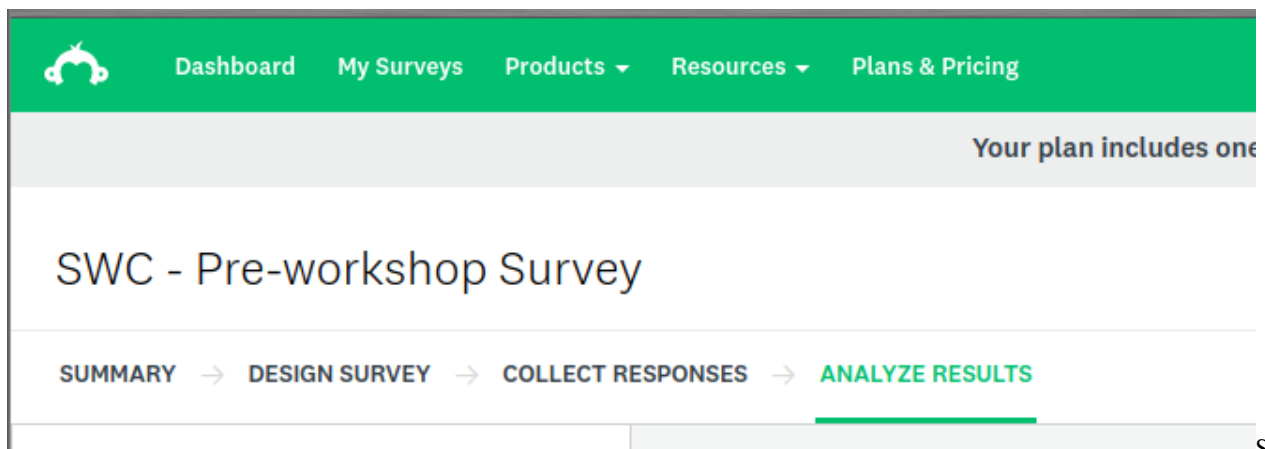 Dashboard My Surveys Products Resources Plans & Pricing
Your plan includes one
SWC - Pre-workshop Survey
SUMMARY → DESIGN SURVEY → COLLECT RESPONSES → ANALYZE RESULTS
s